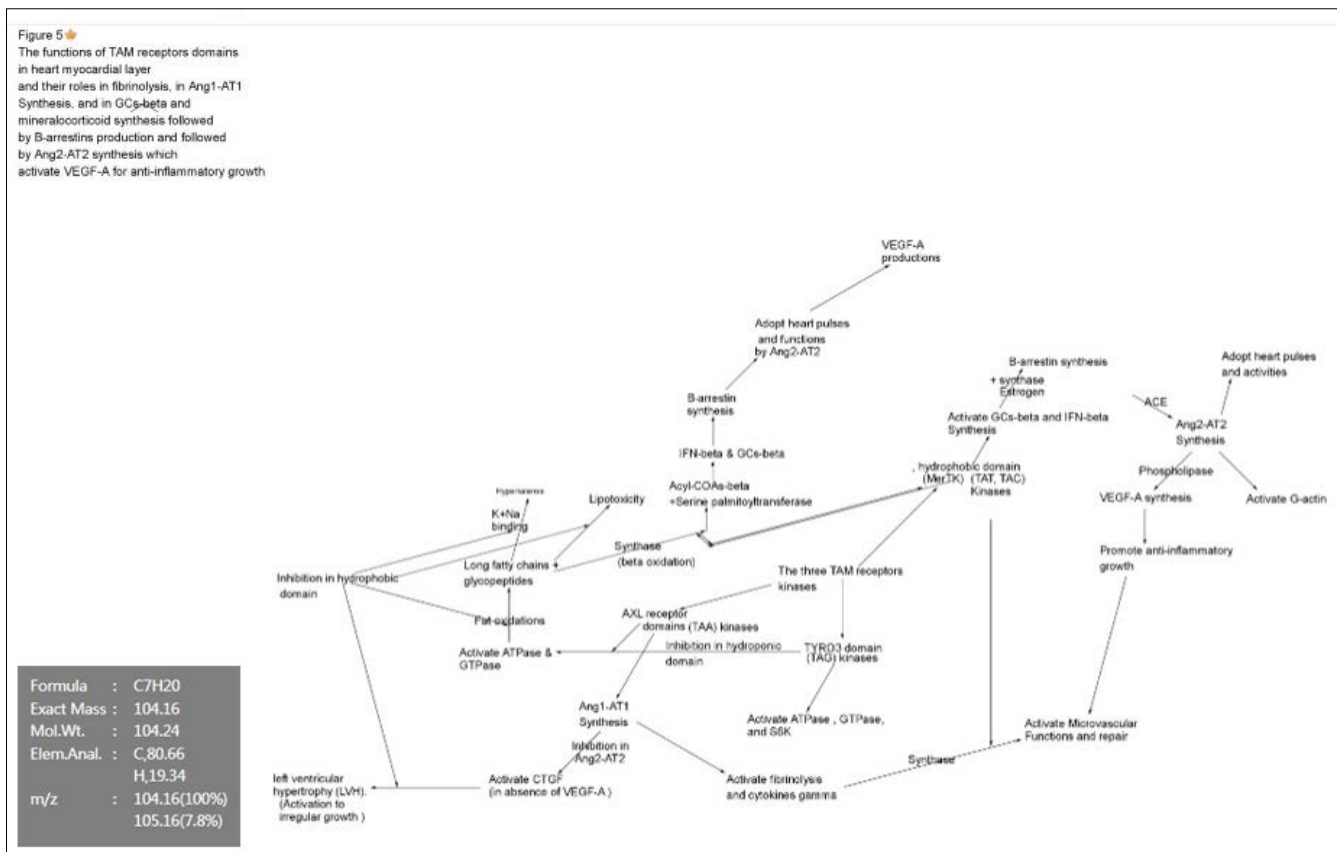 Figure 5
The functions of TAM receptors domains
in heart myocardial layer
and their roles in fibrinolysis, in Ang1-AT1
Synthesis, and in GCs-beta and
mineralocorticoid synthesis followed
by B-arrestins production and followed
by Ang2-AT2 synthesis which
activate VEGF-A for anti-inflammatory growth
VEGF-A
productions
Adopt heart pulses
and functions
by Ang2-AT2
B-arrestin synthesis
+ synthase
Estrogen
Adopt heart pulses
and activities
ACE
B-arrestin
synthesis
Activate GCs-beta and IFN-beta
Synthesis
Ang2-AT2
Synthesis
IFN-beta & GCs-beta
, hydrophobic domain
(MerTK) (TAT, TAC)
Kinases
Phospholipase
Acyl-COAs-beta
+Serine palmitoyltransferase
VEGF-A synthesis
Activate G-actin
Lipotoxicity
K+Na
binding
Synthase
(beta oxidation)
Promote anti-inflammatory
growth
Long fatty chains +
glycopeptides
Inhibition in hydrophobic
domain
The three TAM receptors
kinases
Fat oxidations
AXL receptor
domains (TAA) kinases
Activate ATPase &
GTPase
Inhibition in hydroponic
domain
TYRO3 domain
(TAG) kinases
Ang1-AT1
Synthesis
Activate ATPase , GTPase,
and S6K
Activate Microvascular
Functions and repair
Inhibition in
Ang2-AT2
Synthase
left ventricular
hypertrophy (LVH).
(Activation to
irregular growth )
Activate CTGF
(in absence of VEGF-A )
Activate fibrinolysis
and cytokines gamma
Formula : C7H20
Exact Mass : 104.16
Mol.Wt. : 104.24
Elem.Anal. : C,80.66
H,19.34
m/z : 104.16(100%)
105.16(7.8%)